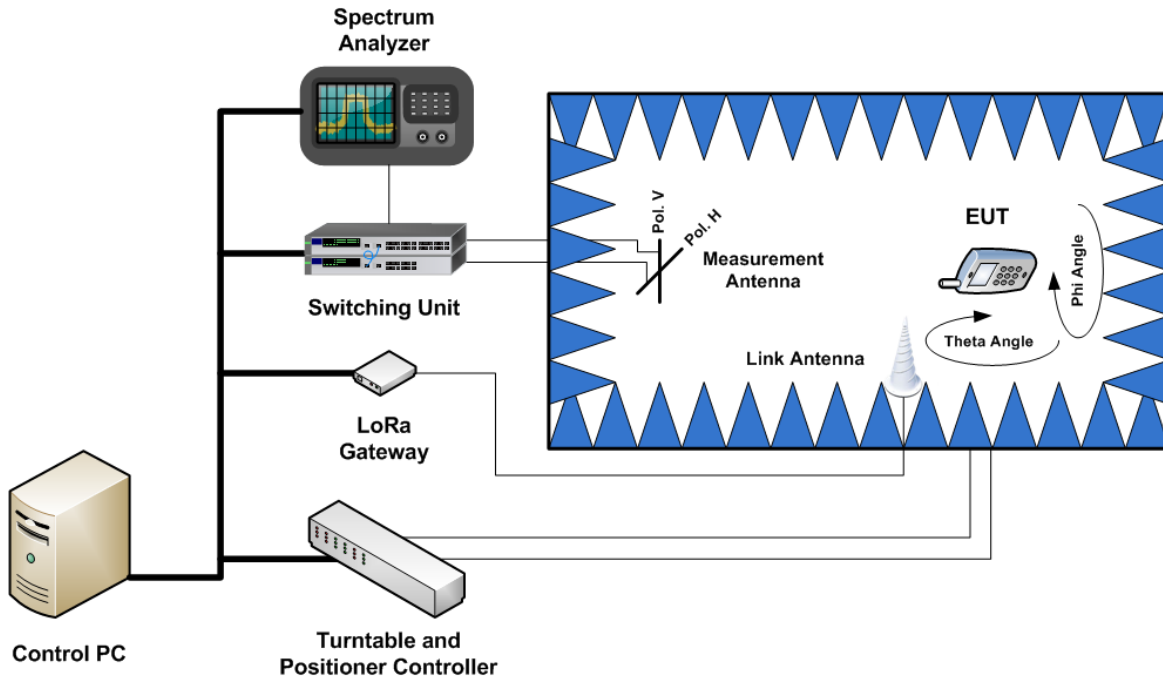 Spectrum
Analyzer
Switching Unit
LoRa
Gateway
Control PC
Turntable and
Positioner Controller
Pol. V
Pol. H
Measurement
Antenna
EUT
Phi Angle
Theta Angle
Link Antenna